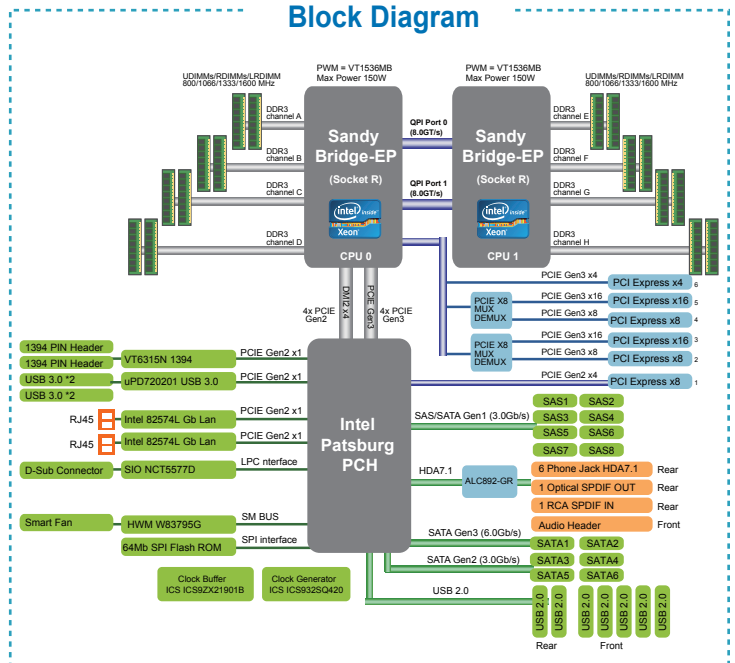 Block Diagram
PWM = VT1536MB
Max Power 150W
PWM = VT1536MB
Max Power 150W
UDIMMs/RDIMMs/LRDIMM
800/1066/1333/1600 MHz
UDIMMs/RDIMMs/LRDIMM
800/1066/1333/1600 MHz
DDR3
channel A
DDR3
channel B
DDR3
channel C
DDR3
channel D
Sandy
Bridge-EP
(Socket R)
intel inside
Xeon
CPU 0
QPI Port 0
(8.0GT/s)
QPI Port 1
(8.0GT/s)
Sandy
Bridge-EP
(Socket R)
intel inside
Xeon
CPU 1
DDR3
channel E
DDR3
channel F
DDR3
channel G
DDR3
channel H
4x PCIE
Gen2
DMI2 x4
PCIE Gen3
4x PCIE
Gen3
PCIE Gen3 x4
PCI Express x4 6
PCIE X8
MUX
DEMUX
PCIE Gen3 x16
PCI Express x16 5
PCIE Gen3 x8
PCI Express x8 4
PCIE X8
MUX
DEMUX
PCIE Gen3 x16
PCI Express x16 3
PCIE Gen3 x8
PCI Express x8 2
PCIE Gen2 x4
PCI Express x8 1
1394 PIN Header
1394 PIN Header
VT6315N 1394
PCIE Gen2 x1
USB 3.0 *2
USB 3.0 *2
uPD720201 USB 3.0
PCIE Gen2 x1
RJ45
Intel 82574L Gb Lan
PCIE Gen2 x1
RJ45
Intel 82574L Gb Lan
PCIE Gen2 x1
D-Sub Connector
SIO NCT5577D
LPC nterface
Smart Fan
HWM W83795G
SM BUS
64Mb SPI Flash ROM
SPI interface
Clock Buffer
ICS ICS9ZX21901B
Clock Generator
ICS ICS932SQ420
Intel
Patsburg
PCH
SAS/SATA Gen1 (3.0Gb/s)
SAS1 SAS2
SAS3 SAS4
SAS5 SAS6
SAS7 SAS8
HDA7.1
ALC892-GR
6 Phone Jack HDA7.1 Rear
1 Optical SPDIF OUT Rear
1 RCA SPDIF IN Rear
Audio Header Front
SATA Gen3 (6.0Gb/s)
SATA1 SATA2
SATA Gen2 (3.0Gb/s)
SATA3 SATA4
SATA5 SATA6
USB 2.0
USB 2.0
USB 2.0
USB 2.0
USB 2.0
USB 2.0
USB 2.0
USB 2.0
Rear Front